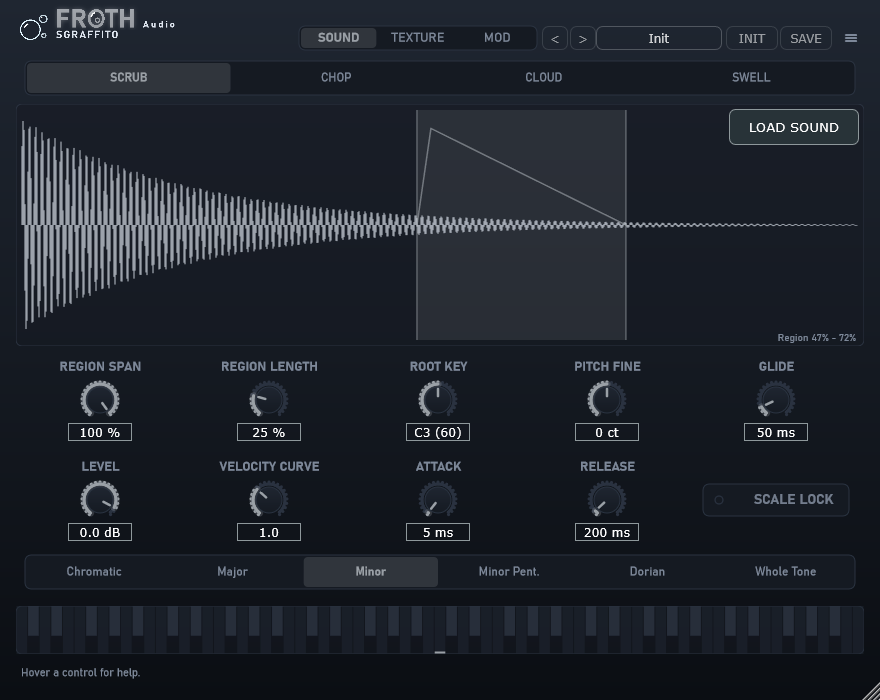 FROTH Audio
SGRAFFITO
SOUND TEXTURE MOD < > Init INIT SAVE
SCRUB CHOP CLOUD SWELL
LOAD SOUND
Region 47% - 72%
REGION SPAN REGION LENGTH ROOT KEY PITCH FINE GLIDE
100 % 25 % C3 (60) 0 ct 50 ms
LEVEL VELOCITY CURVE ATTACK RELEASE
SCALE LOCK
0.0 dB 1.0 5 ms 200 ms
Chromatic Major Minor Minor Pent. Dorian Whole Tone
Hover a control for help.